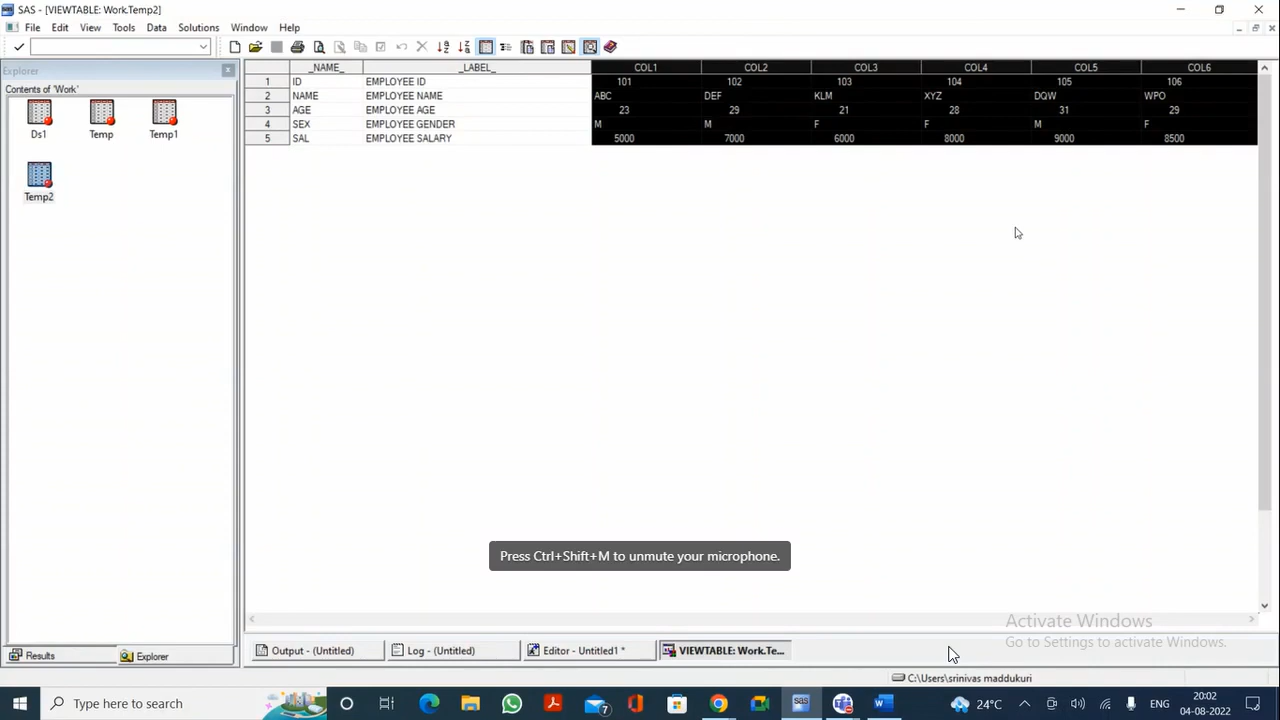 SAS - [VIEWTABLE: Work.Temp2]
File Edit View Tools Data Solutions Window Help
Explorer
Contents of 'Work'
Ds1 Temp Temp1
Temp2
_NAME_ _LABEL_ COL1 COL2 COL3 COL4 COL5 COL6
1 ID EMPLOYEE ID 101 102 103 104 105 106
2 NAME EMPLOYEE NAME ABC DEF KLM XYZ DQW WPO
3 AGE EMPLOYEE AGE 23 29 21 28 31 29
4 SEX EMPLOYEE GENDER M M F F M F
5 SAL EMPLOYEE SALARY 5000 7000 6000 8000 9000 8500
Press Ctrl+Shift+M to unmute your microphone.
Activate Windows
Go to Settings to activate Windows.
Results Explorer
Output - (Untitled) Log - (Untitled) Editor - Untitled1 * VIEWTABLE: Work.Te...
C:\Users\srinivas maddukuri
Type here to search
7
24°C
ENG
20:02
04-08-2022